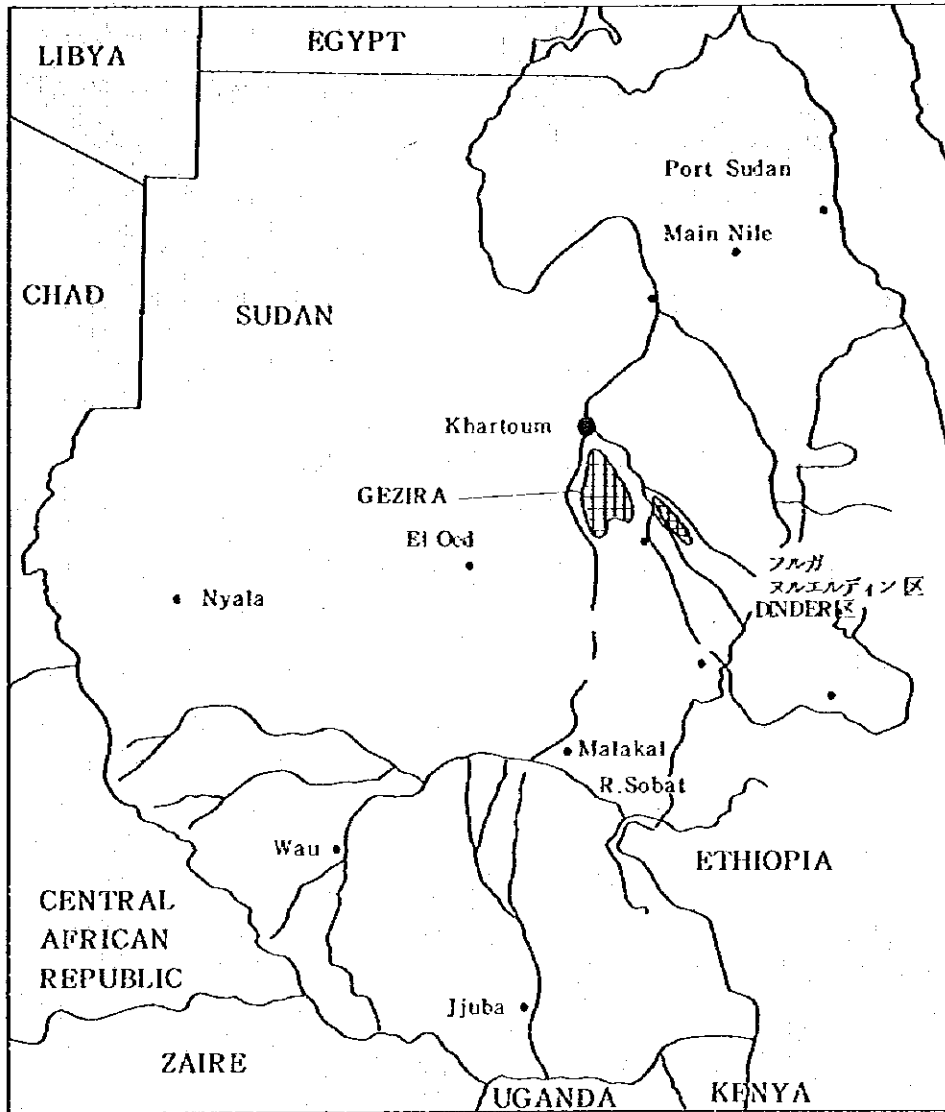 EGYPT
LIBYA
Port Sudan
Main Nile
CHAD
SUDAN
Khartoum
GEZIRA
El Oed
フルガ
ヌルエルディン区
DINDER区
Nyala
Malakal
R.Sobat
Wau
ETHIOPIA
CENTRAL
AFRICAN
REPUBLIC
Jjuba
ZAIRE
UGANDA
KENYA